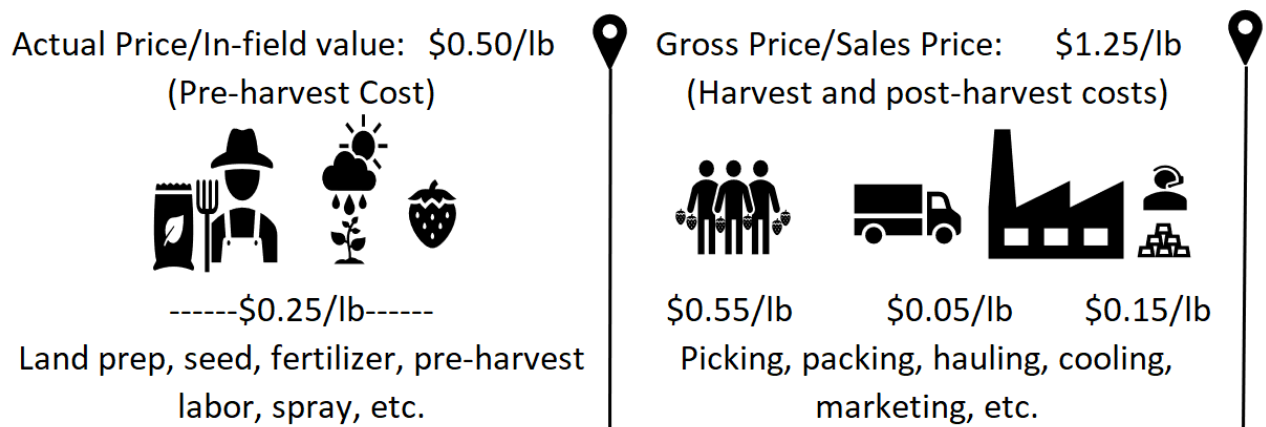 Actual Price/In-field value: $0.50/lb
(Pre-harvest Cost)
------$0.25/lb------
Land prep, seed, fertilizer, pre-harvest
labor, spray, etc.
Gross Price/Sales Price: $1.25/lb
(Harvest and post-harvest costs)
$0.55/lb $0.05/lb $0.15/lb
Picking, packing, hauling, cooling,
marketing, etc.